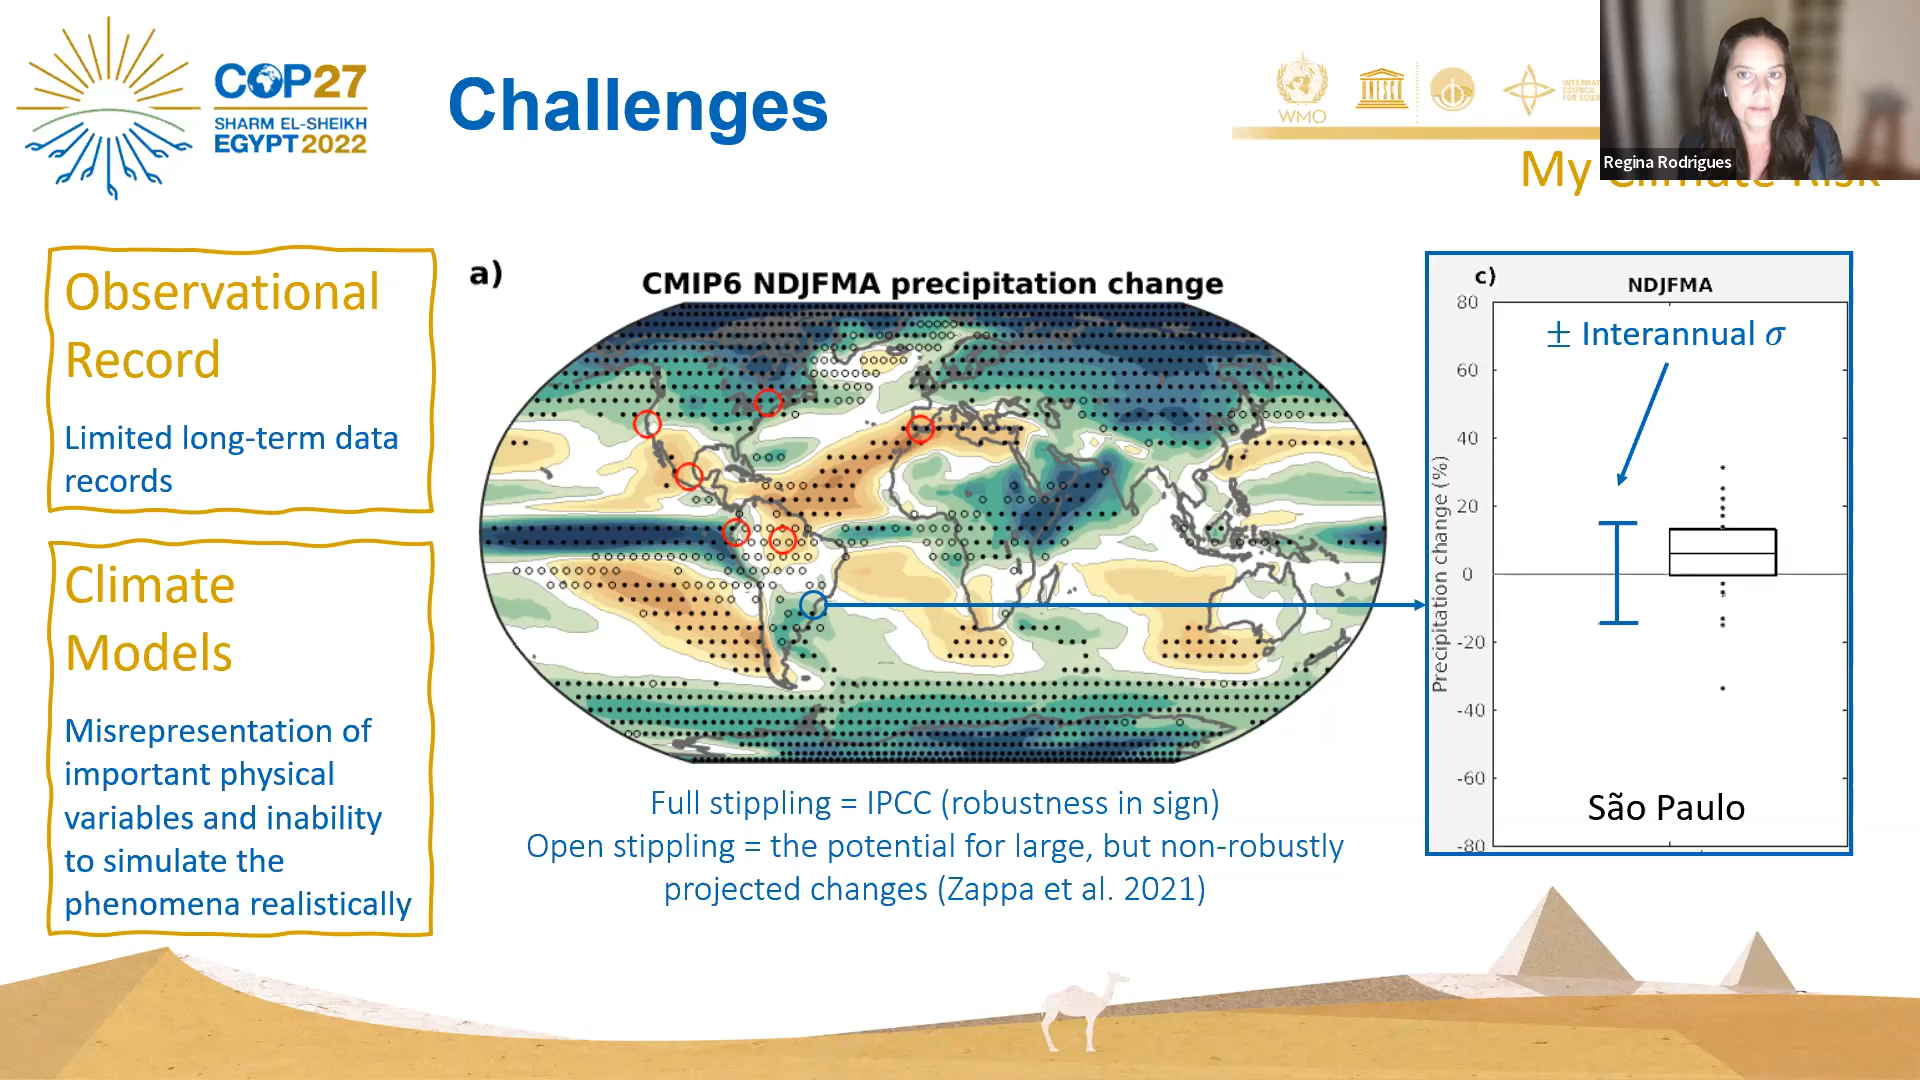 COP27
SHARM EL-SHEIKH
EGYPT 2022
Challenges
WMO
Regina Rodrigues
My Climate Risk
Observational
Record
Limited long-term data
records
Climate
Models
Misrepresentation of
important physical
variables and inability
to simulate the
phenomena realistically
a)
CMIP6 NDJFMA precipitation change
Full stippling = IPCC (robustness in sign)
Open stippling = the potential for large, but non-robustly
projected changes (Zappa et al. 2021)
c)
NDJFMA
± Interannual σ
Precipitation change (%)
80
60
40
20
0
-20
-40
-60
-80
São Paulo